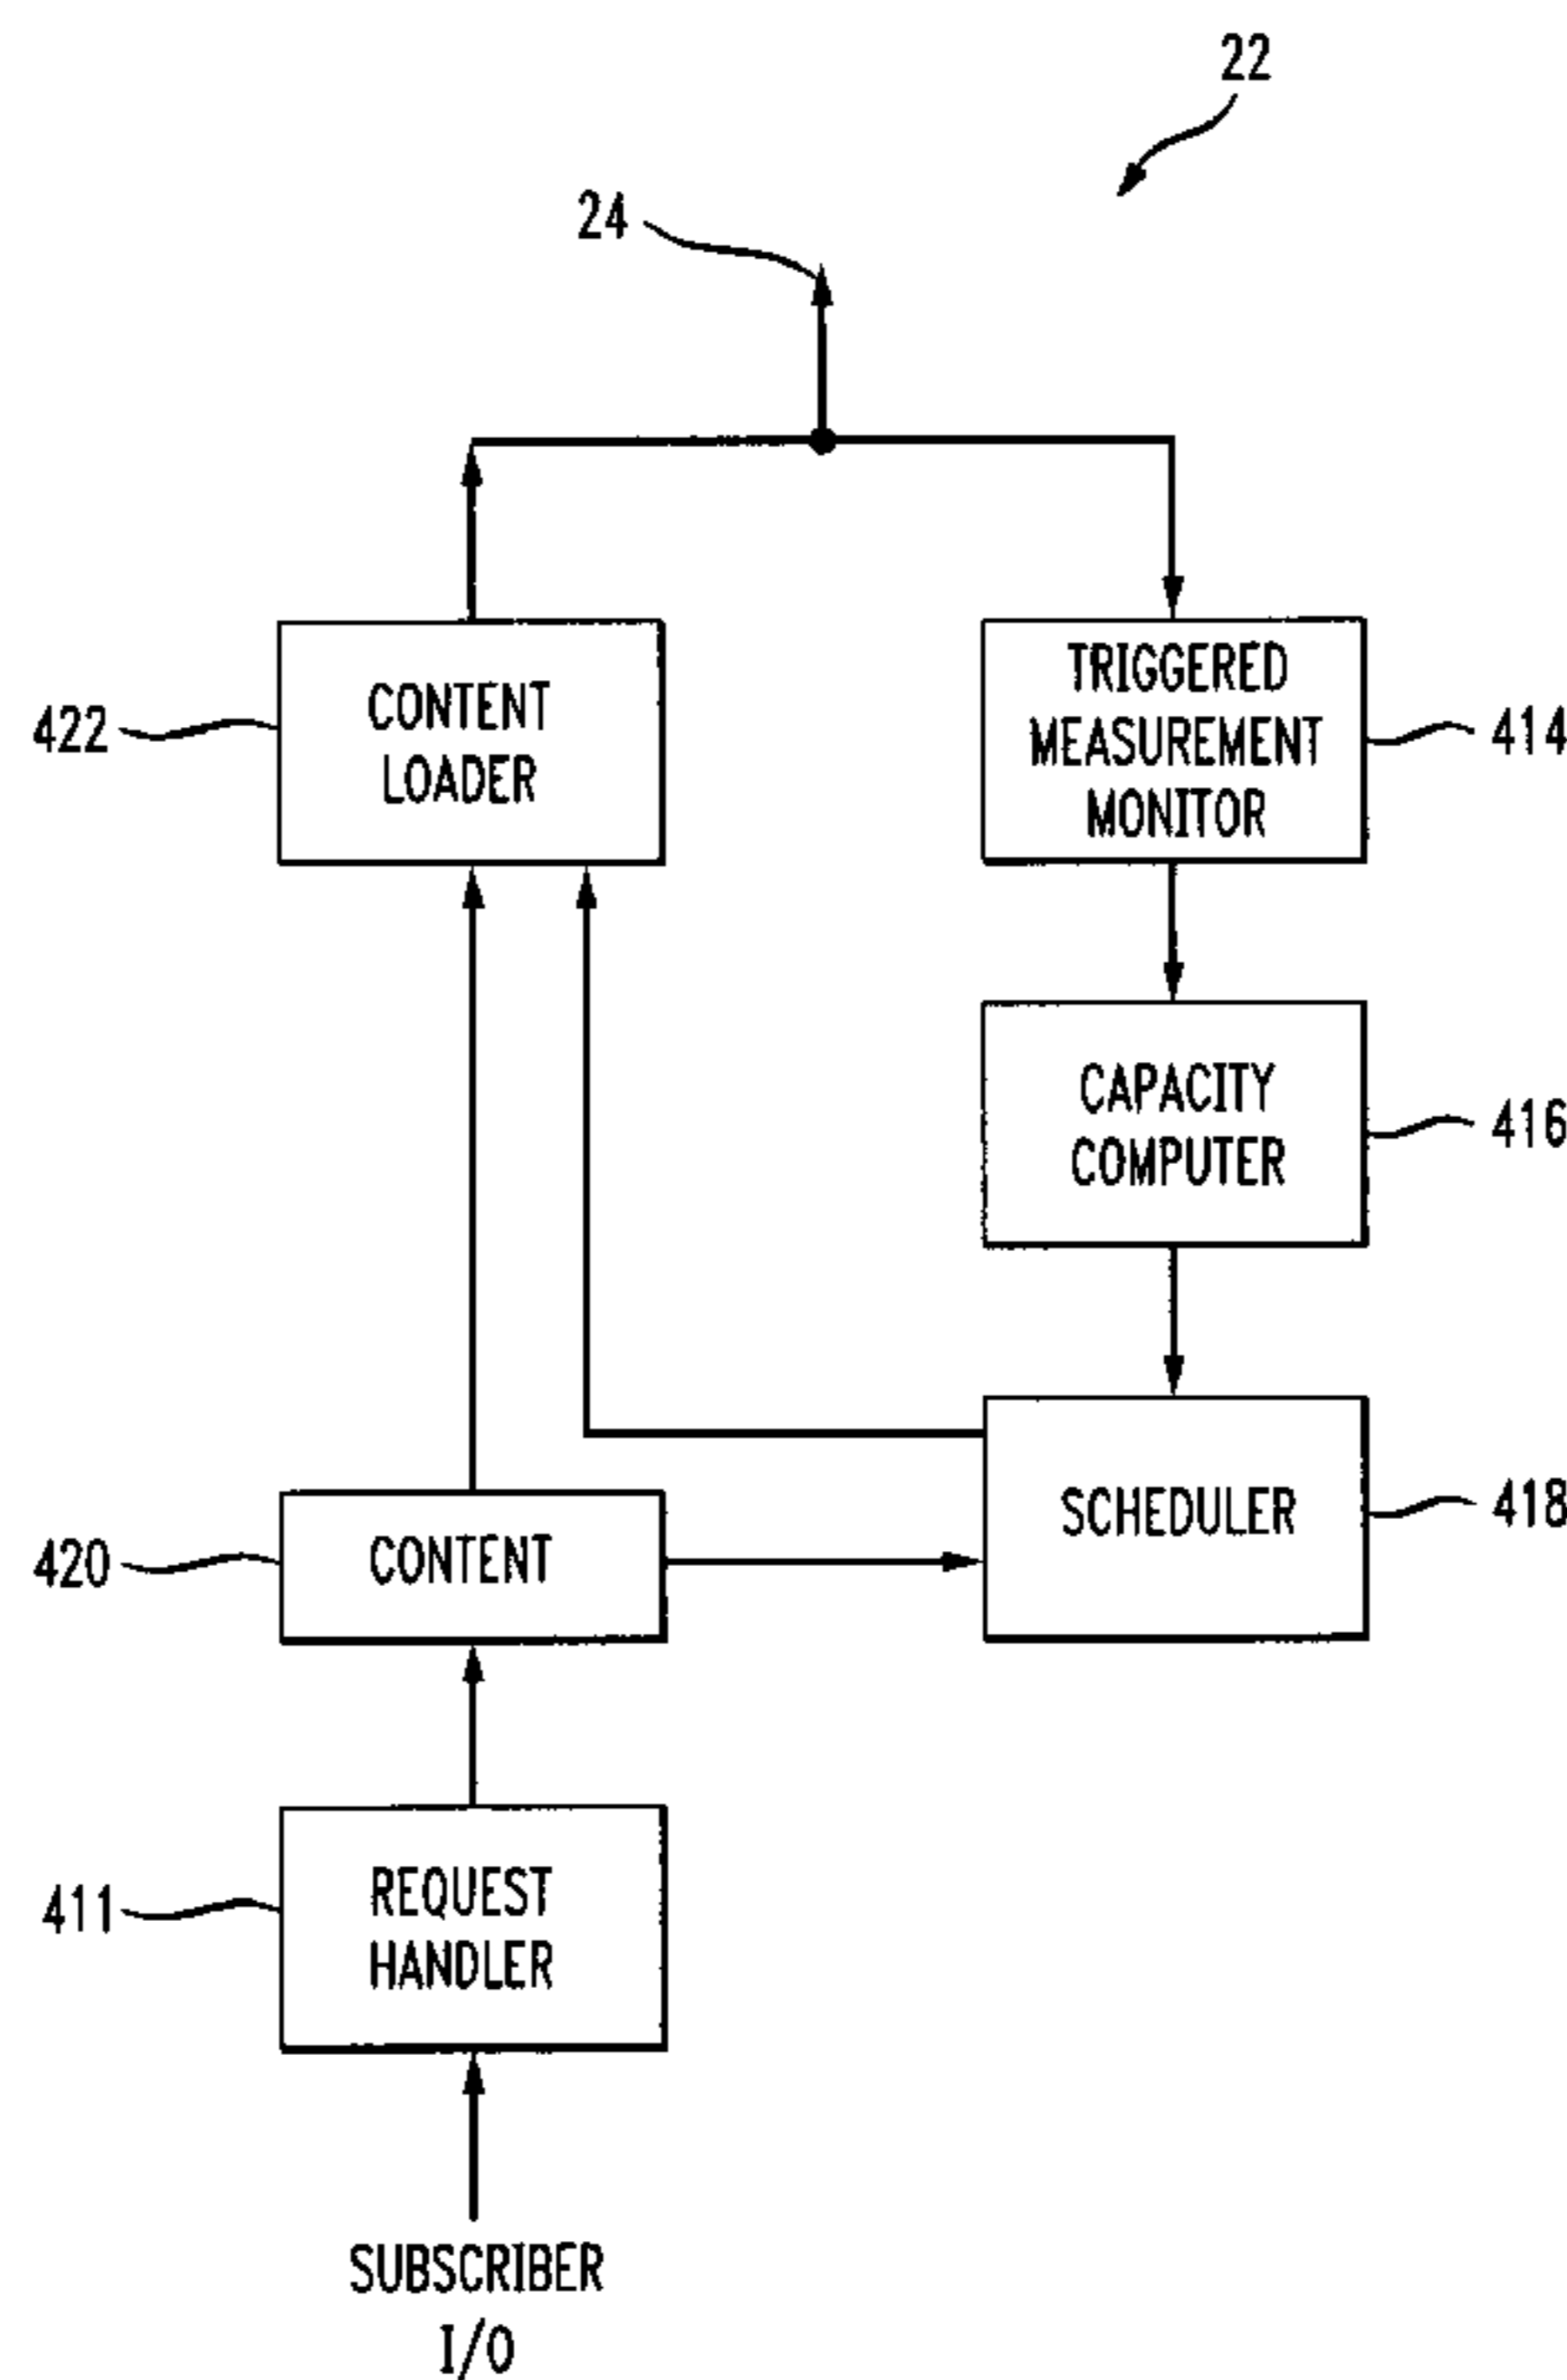 22
24
CONTENT
LOADER
422
TRIGGERED
MEASUREMENT
MONITOR
414
CAPACITY
COMPUTER
416
SCHEDULER
418
CONTENT
420
REQUEST
HANDLER
411
SUBSCRIBER
I/O